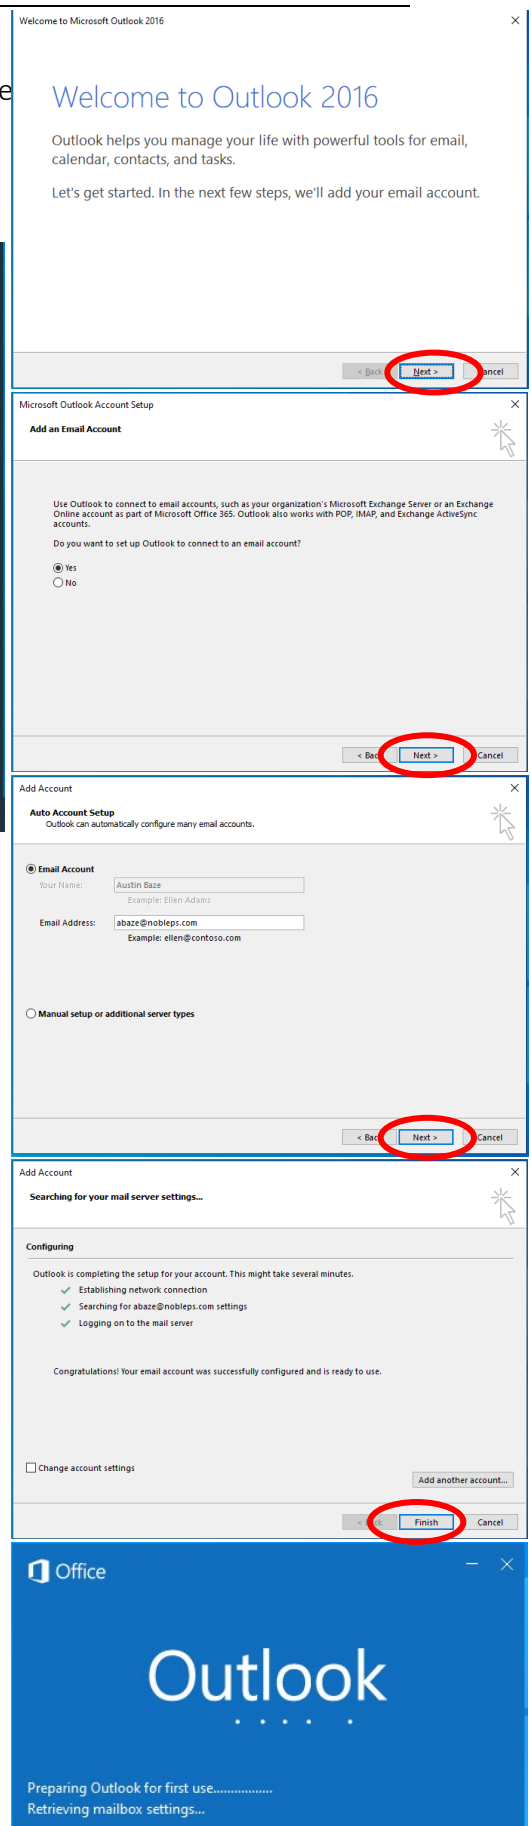 Welcome to Microsoft Outlook 2016
e
Welcome to Outlook 2016
Outlook helps you manage your life with powerful tools for email,
calendar, contacts, and tasks.
Let's get started. In the next few steps, we'll add your email account.
< Back Next > Cancel
Microsoft Outlook Account Setup
Add an Email Account
Use Outlook to connect to email accounts, such as your organization's Microsoft Exchange Server or an Exchange
Online account as part of Microsoft Office 365. Outlook also works with POP, IMAP, and Exchange ActiveSync
accounts.
Do you want to set up Outlook to connect to an email account?
Yes
No
< Back Next > Cancel
Add Account
Auto Account Setup
Outlook can automatically configure many email accounts.
Email Account
Your Name: Austin Baze
Example: Ellen Adams
Email Address: abaze@nobleps.com
Example: ellen@contoso.com
Manual setup or additional server types
< Back Next > Cancel
Add Account
Searching for your mail server settings...
Configuring
Outlook is completing the setup for your account. This might take several minutes.
Establishing network connection
Searching for abaze@nobleps.com settings
Logging on to the mail server
Congratulations! Your email account was successfully configured and is ready to use.
Change account settings
Add another account...
< Back Finish Cancel
Office
Outlook
Preparing Outlook for first use.................
Retrieving mailbox settings...